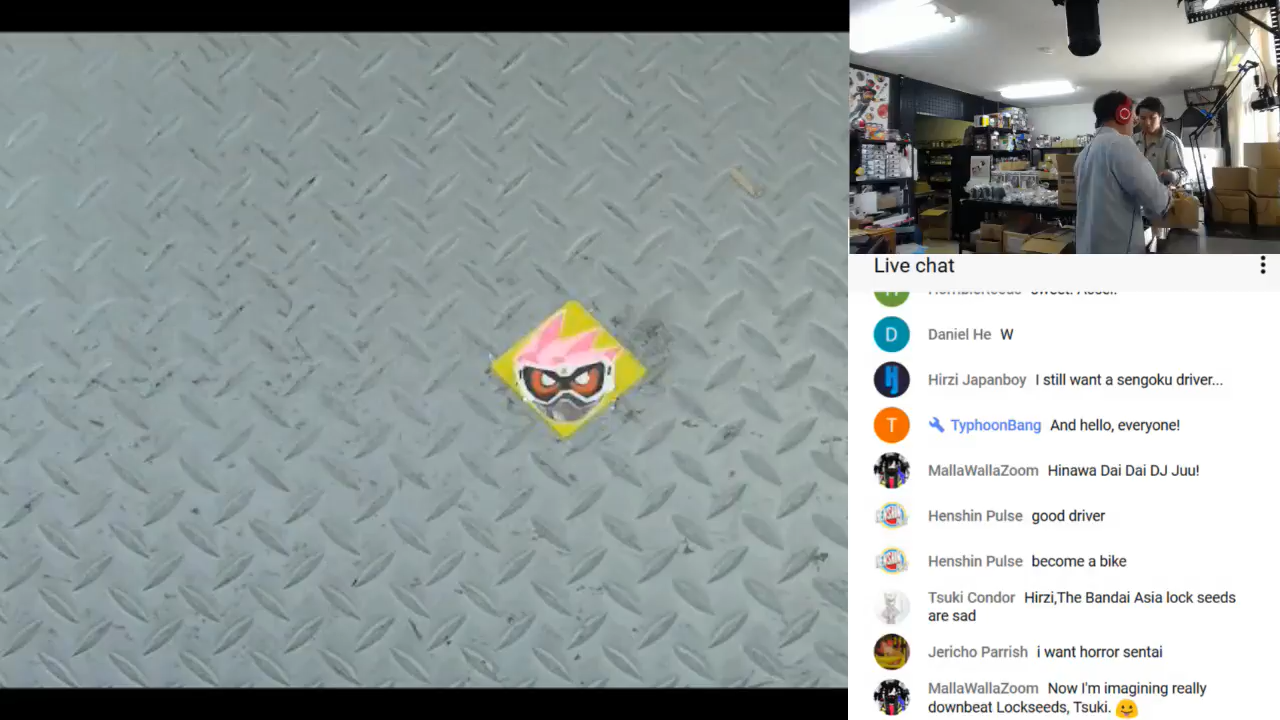 Live chat
Daniel He W
Hirzi Japanboy I still want a sengoku driver...
T TyphoonBang And hello, everyone!
MallaWallaZoom Hinawa Dai Dai DJ Juu!
Henshin Pulse good driver
Henshin Pulse become a bike
Tsuki Condor Hirzi,The Bandai Asia lock seeds
are sad
Jericho Parrish i want horror sentai
MallaWallaZoom Now I'm imagining really
downbeat Lockseeds, Tsuki. 😛